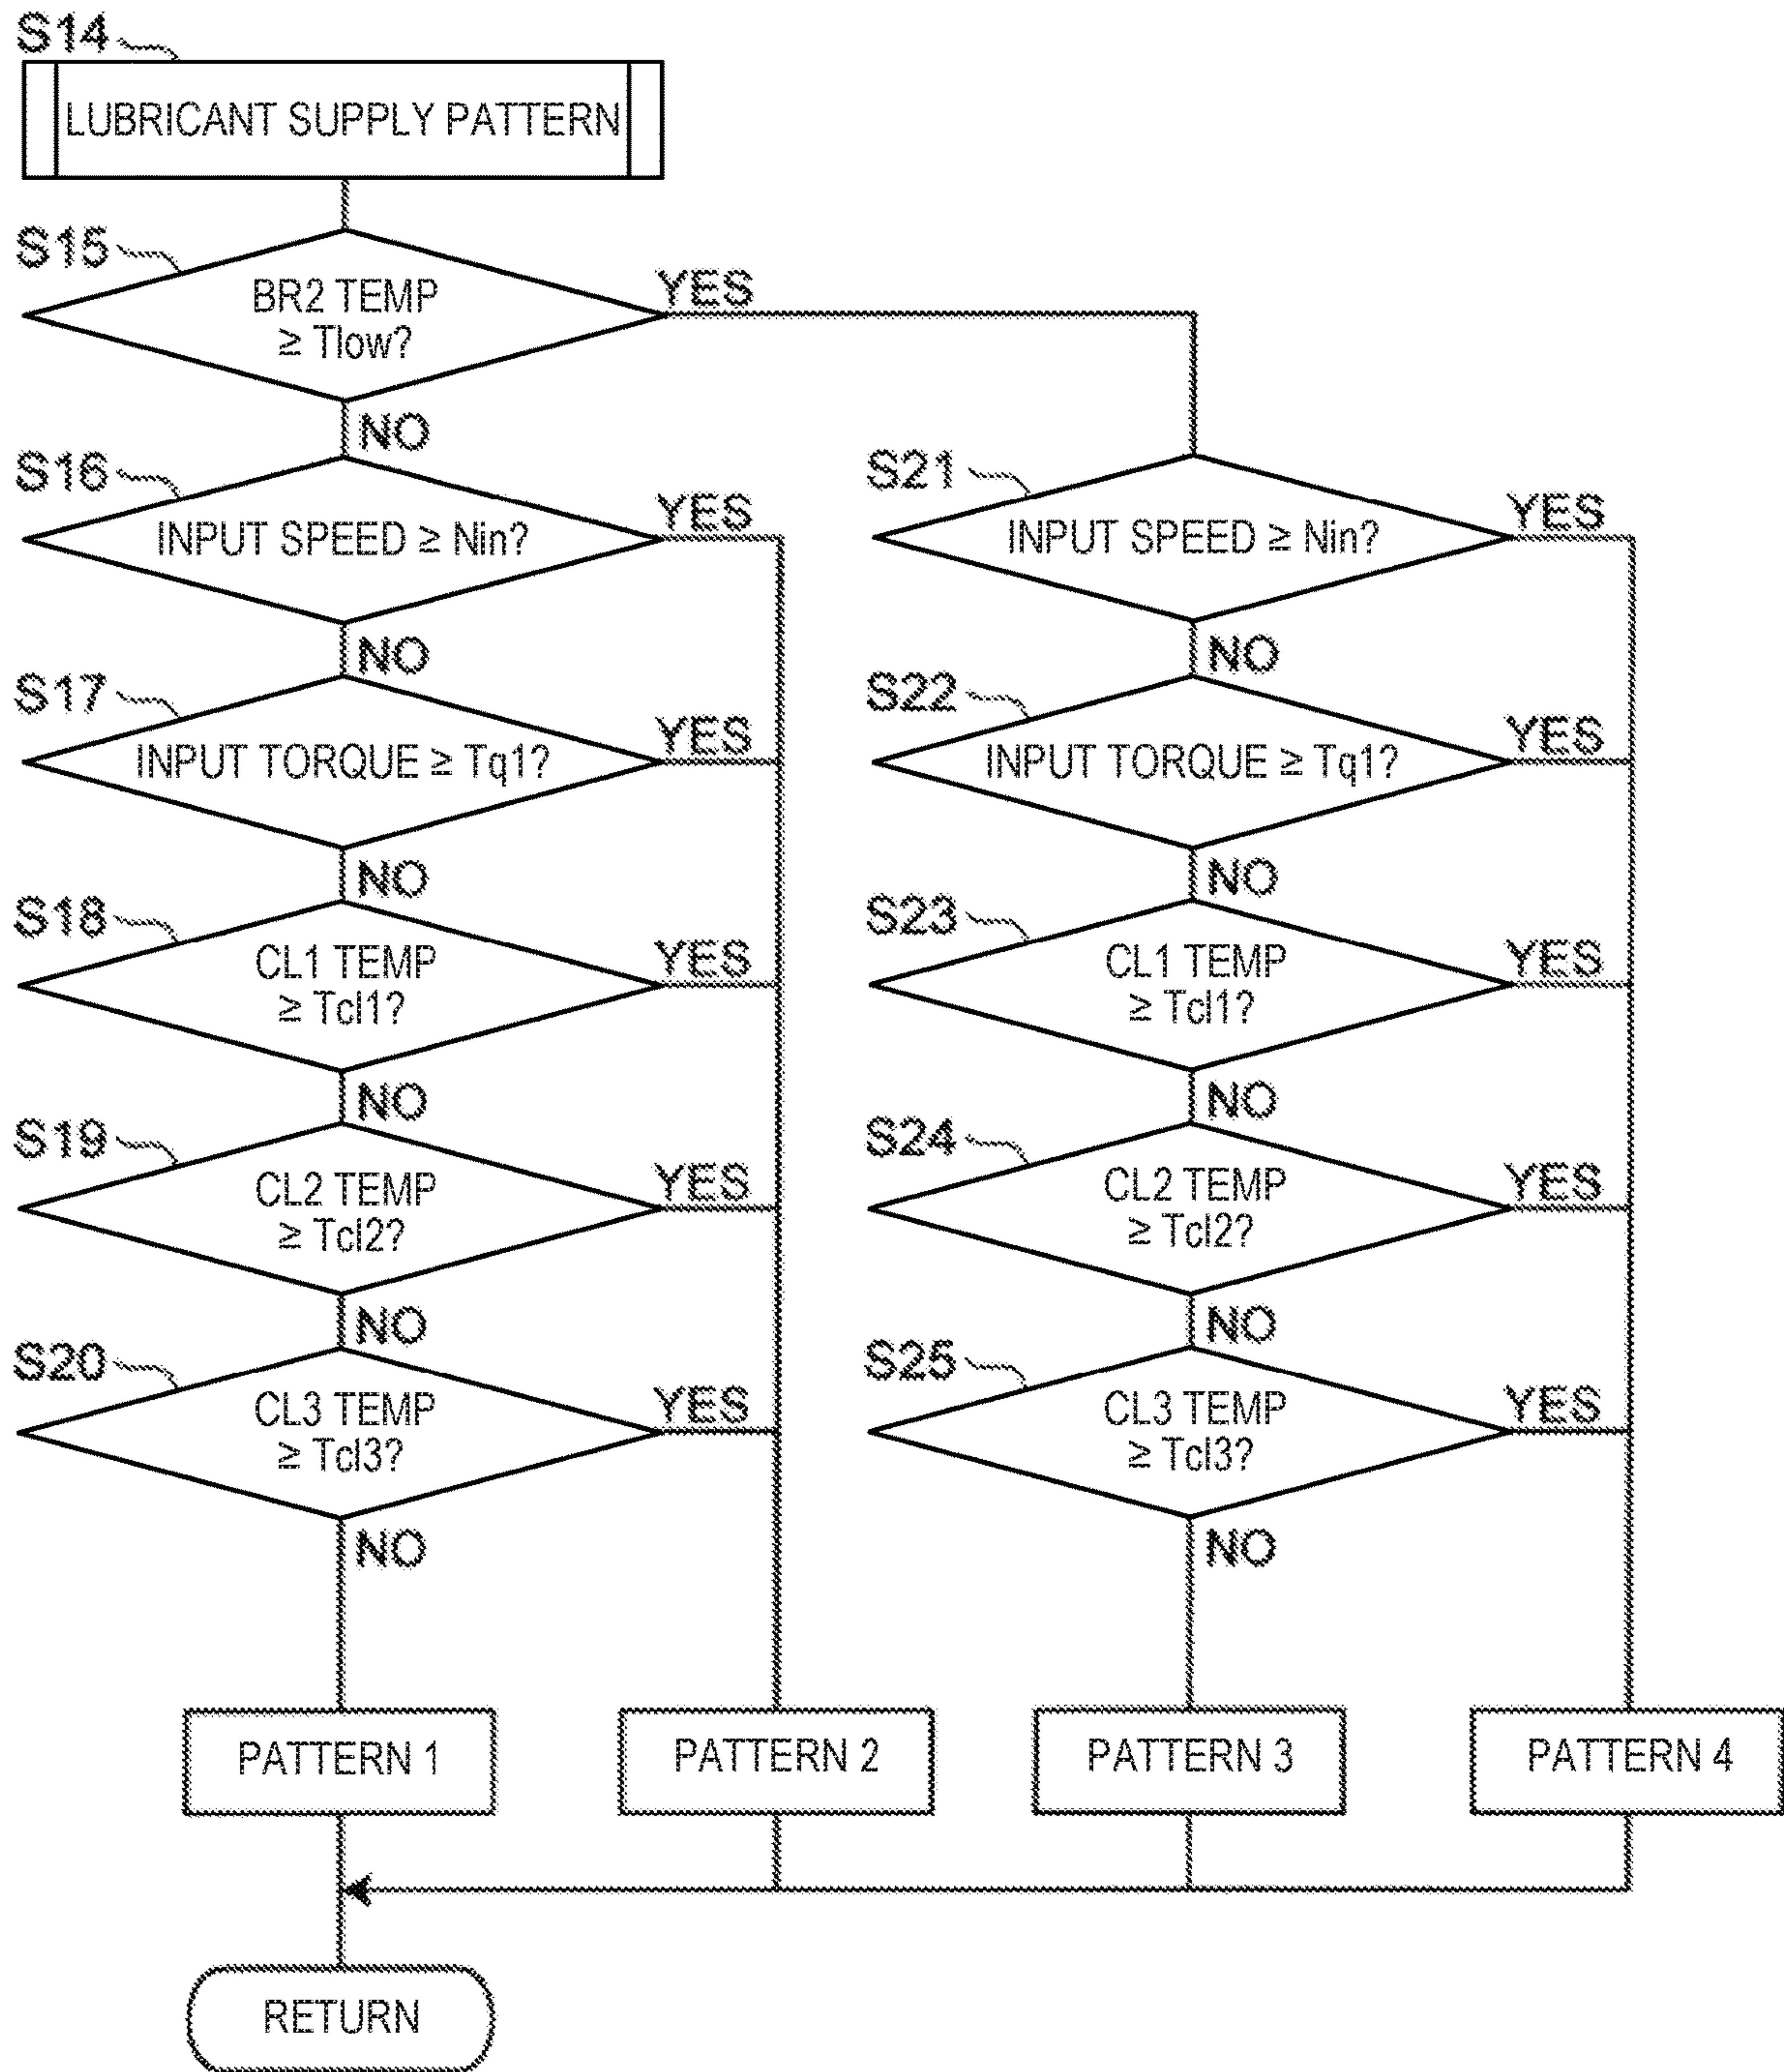 S14
LUBRICANT SUPPLY PATTERN
S15
BR2 TEMP
≥ Tlow?
YES
NO
S16
INPUT SPEED ≥ Nin?
YES
S21
INPUT SPEED ≥ Nin?
YES
NO
NO
S17
INPUT TORQUE ≥ Tq1?
YES
S22
INPUT TORQUE ≥ Tq1?
YES
NO
NO
S18
CL1 TEMP
≥ Tcl1?
YES
S23
CL1 TEMP
≥ Tcl1?
YES
NO
NO
S19
CL2 TEMP
≥ Tcl2?
YES
S24
CL2 TEMP
≥ Tcl2?
YES
NO
NO
S20
CL3 TEMP
≥ Tcl3?
YES
S25
CL3 TEMP
≥ Tcl3?
YES
NO
NO
PATTERN 1
PATTERN 2
PATTERN 3
PATTERN 4
RETURN